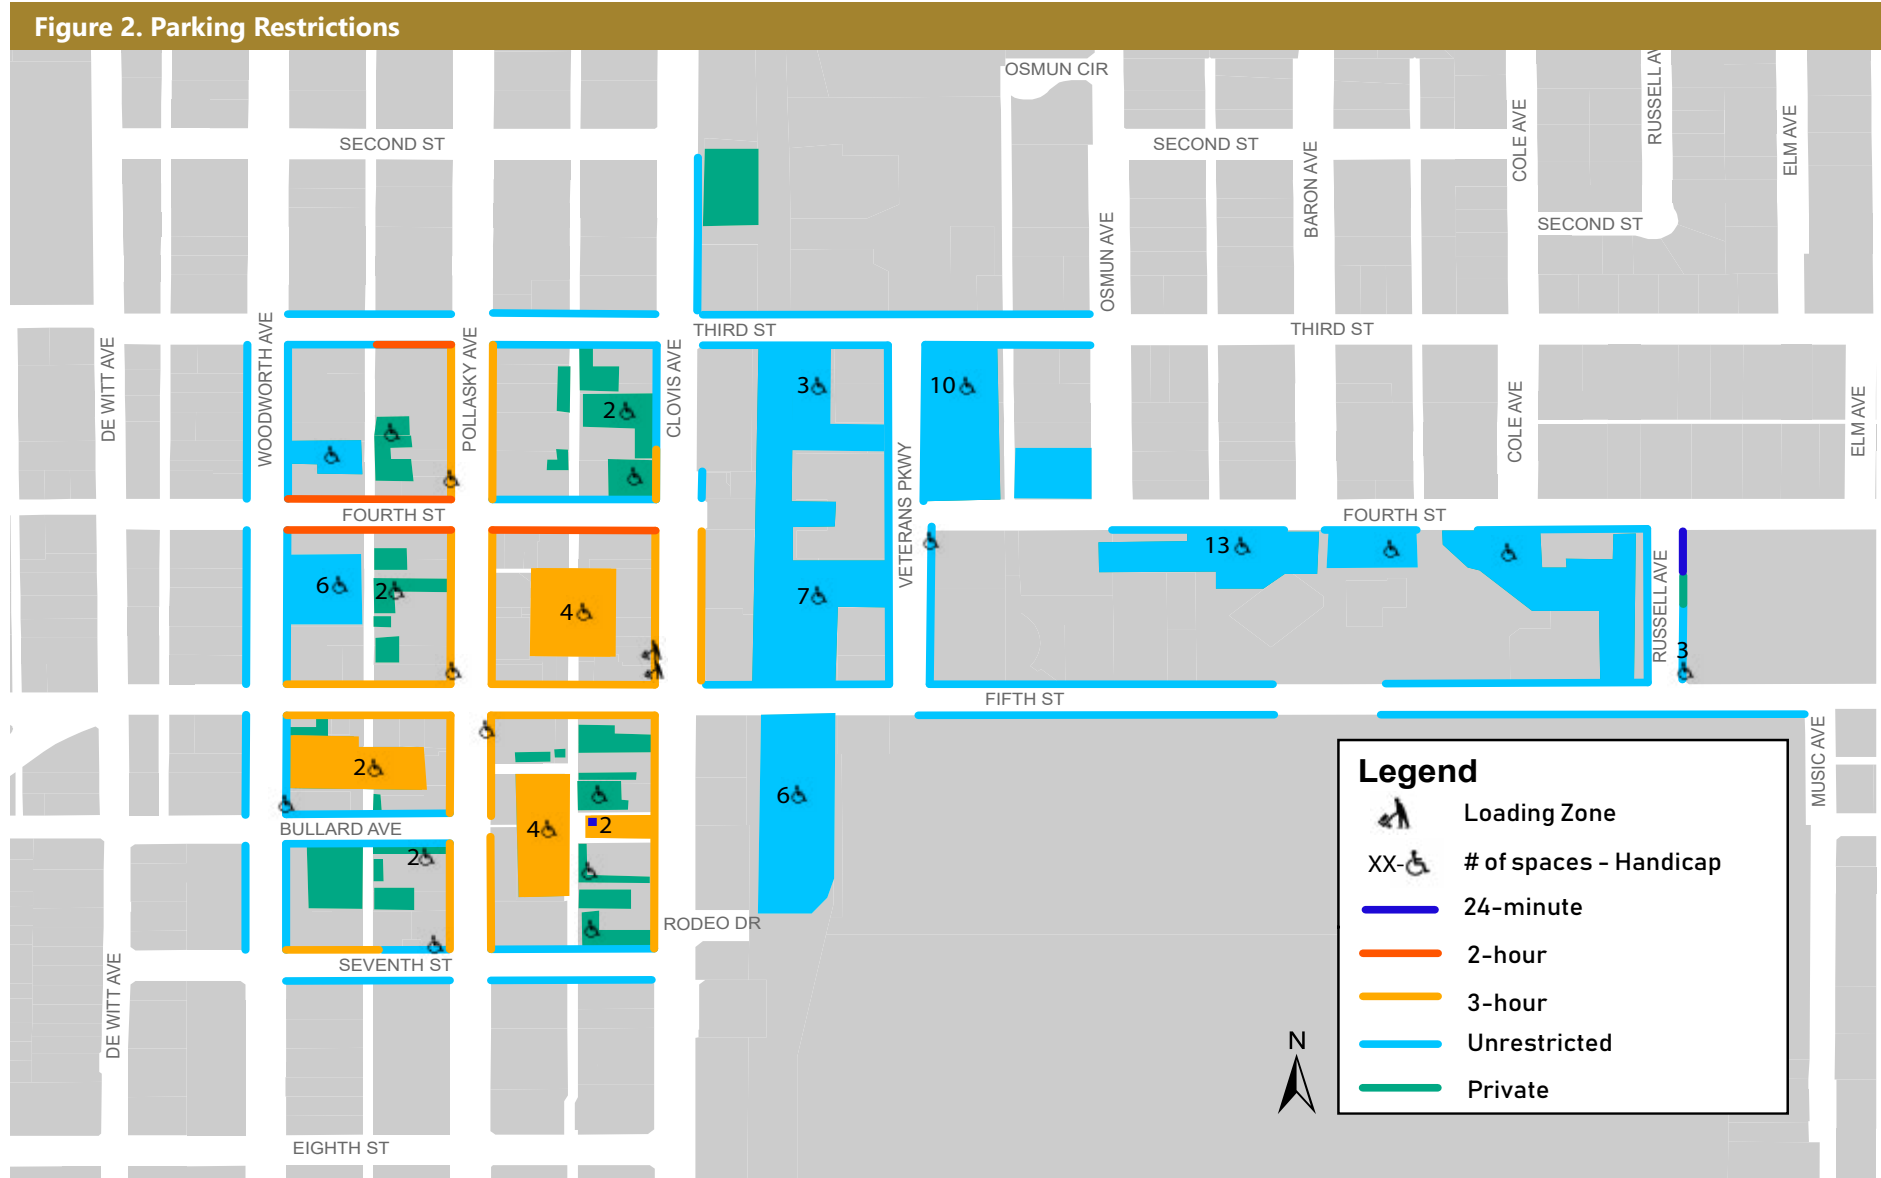 Figure 2. Parking Restrictions
OSMUN CIR
RUSSELL AV
COLE AVE
ELM AVE
SECOND ST
SECOND ST
BARON AVE
OSMUN AVE
SECOND ST
WOODWORTH AVE
DE WITT AVE
POLLASKY AVE
THIRD ST
CLOVIS AVE
THIRD ST
3
10
2
COLE AVE
ELM AVE
VETERANS PKWY
FOURTH ST
FOURTH ST
13
6
2
4
7
RUSSELL AVE
3
FIFTH ST
2
6
4
2
BULLARD AVE
2
MUSIC AVE
RODEO DR
SEVENTH ST
DE WITT AVE
EIGHTH ST
N
Legend
Loading Zone
XX- # of spaces - Handicap
24-minute
2-hour
3-hour
Unrestricted
Private